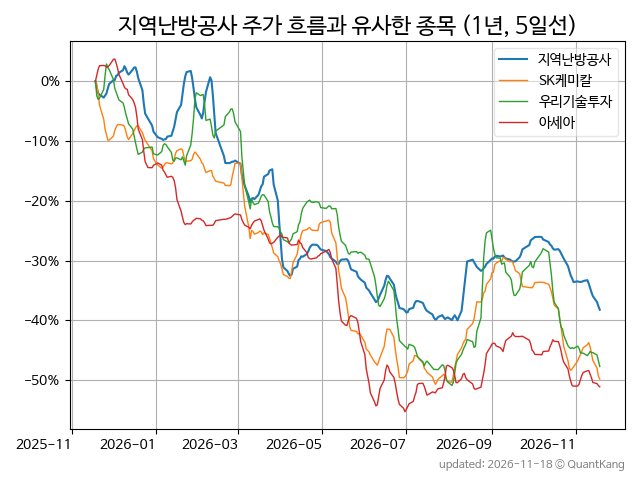 지역난방공사 주가 흐름과 유사한 종목 (1년, 5일선)
지역난방공사
SK케미칼
우리기술투자
아세아
0%
−10%
−20%
−30%
−40%
−50%
2025-11
2026-01
2026-03
2026-05
2026-07
2026-09
2026-11
updated: 2026-11-18 © QuantKang